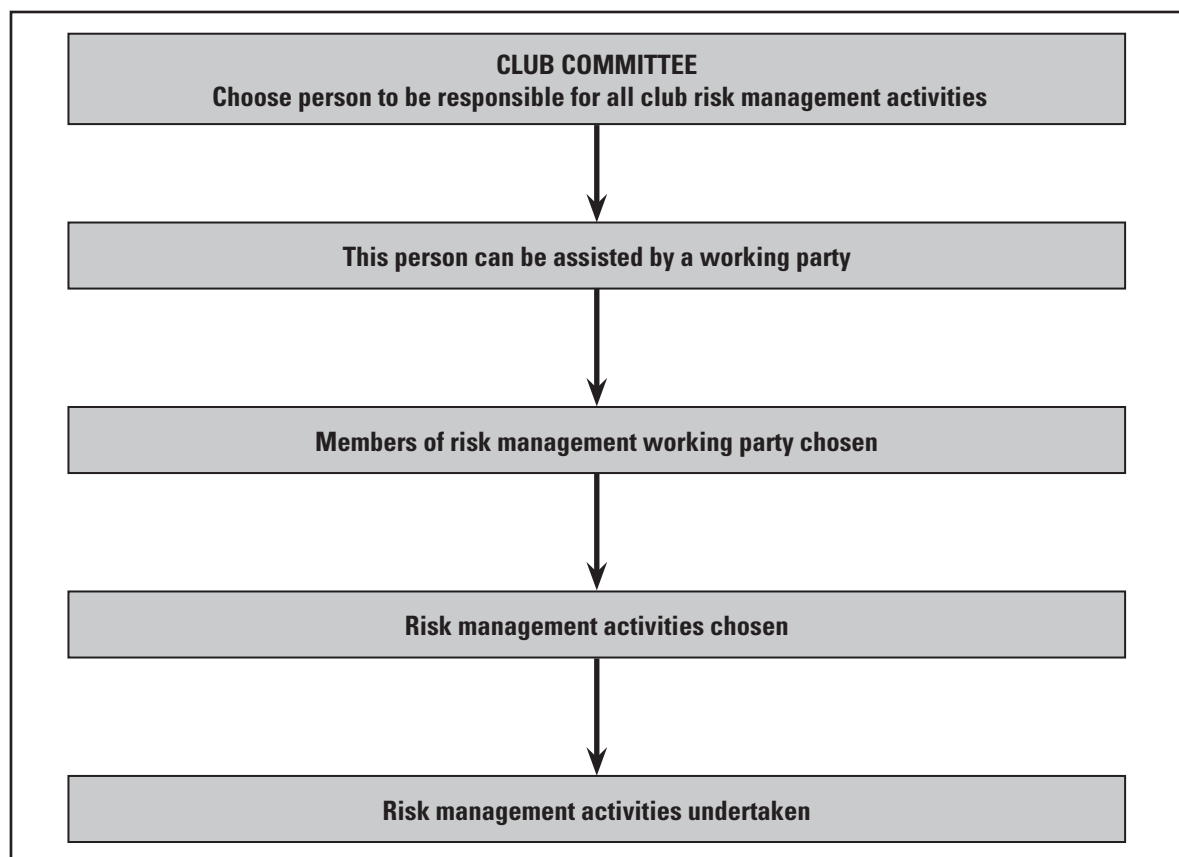 CLUB COMMITTEE
Choose person to be responsible for all club risk management activities
This person can be assisted by a working party
Members of risk management working party chosen
Risk management activities chosen
Risk management activities undertaken